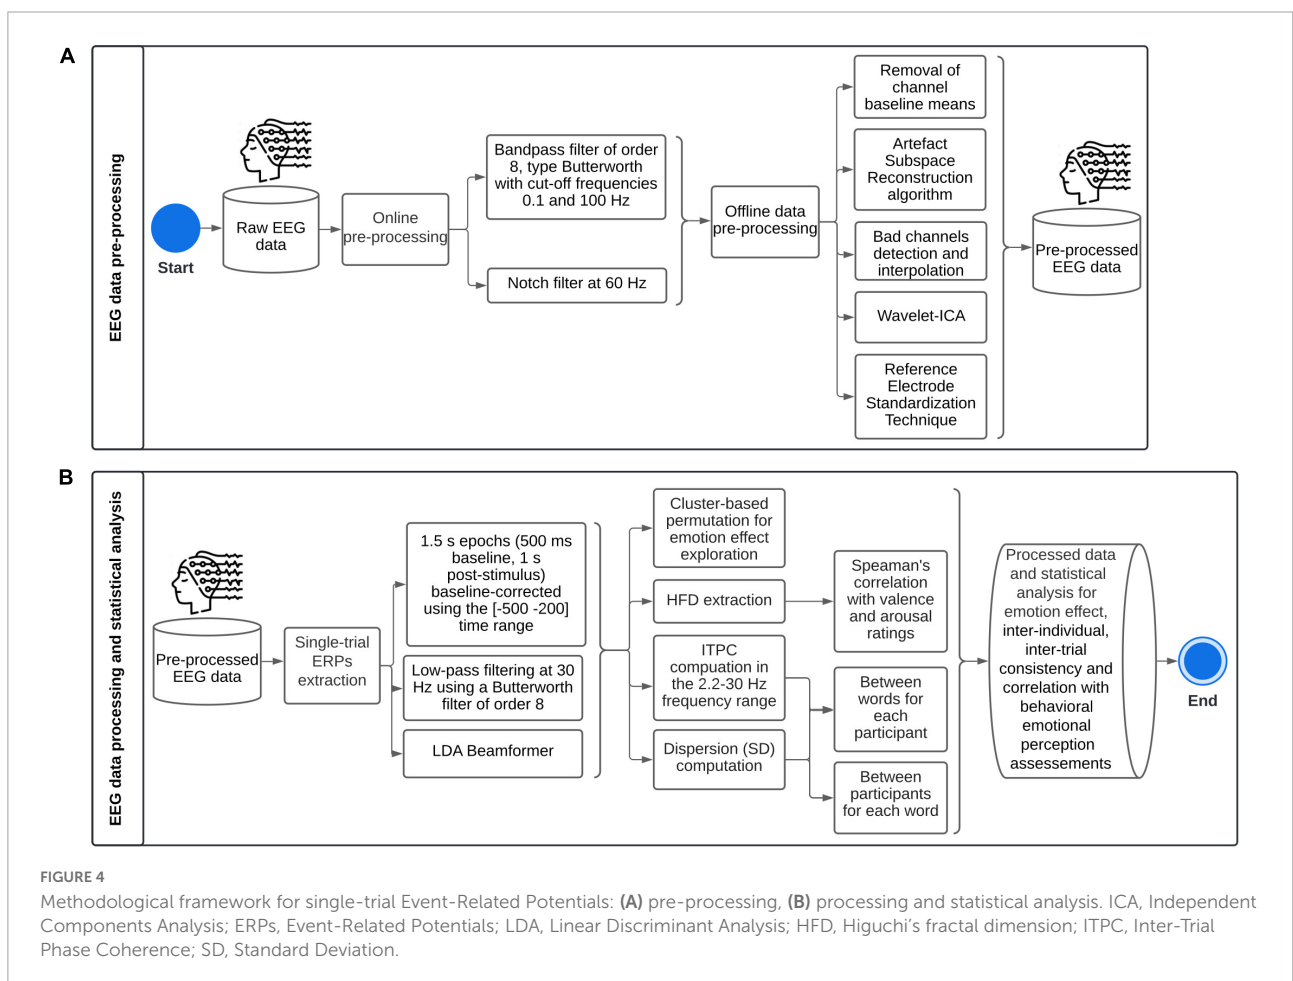 A
EEG data pre-processing
Start
Raw EEG
data
Online
pre-processing
Bandpass filter of order
8, type Butterworth
with cut-off frequencies
0.1 and 100 Hz
Notch filter at 60 Hz
Offline data
pre-processing
Removal of
channel
baseline means
Artefact
Subspace
Reconstruction
algorithm
Bad channels
detection and
interpolation
Wavelet-ICA
Reference
Electrode
Standardization
Technique
Pre-processed
EEG data
B
EEG data processing and statistical analysis
Pre-processed
EEG data
Single-trial
ERPs
extraction
1.5 s epochs (500 ms
baseline, 1 s
post-stimulus)
baseline-corrected
using the [-500 -200]
time range
Low-pass filtering at 30
Hz using a Butterworth
filter of order 8
LDA Beamformer
Cluster-based
permutation for
emotion effect
exploration
HFD extraction
ITPC
compuation in
the 2.2-30 Hz
frequency range
Dispersion (SD)
computation
Speaman's
correlation
with valence
and arousal
ratings
Between
words for
each
participant
Between
participants
for each word
Processed data
and statistical
analysis for
emotion effect,
inter-individual,
inter-trial
consistency and
correlation with
behavioral
emotional
perception
assessements
End
FIGURE 4
Methodological framework for single-trial Event-Related Potentials: (A) pre-processing, (B) processing and statistical analysis. ICA, Independent
Components Analysis; ERPs, Event-Related Potentials; LDA, Linear Discriminant Analysis; HFD, Higuchi's fractal dimension; ITPC, Inter-Trial
Phase Coherence; SD, Standard Deviation.